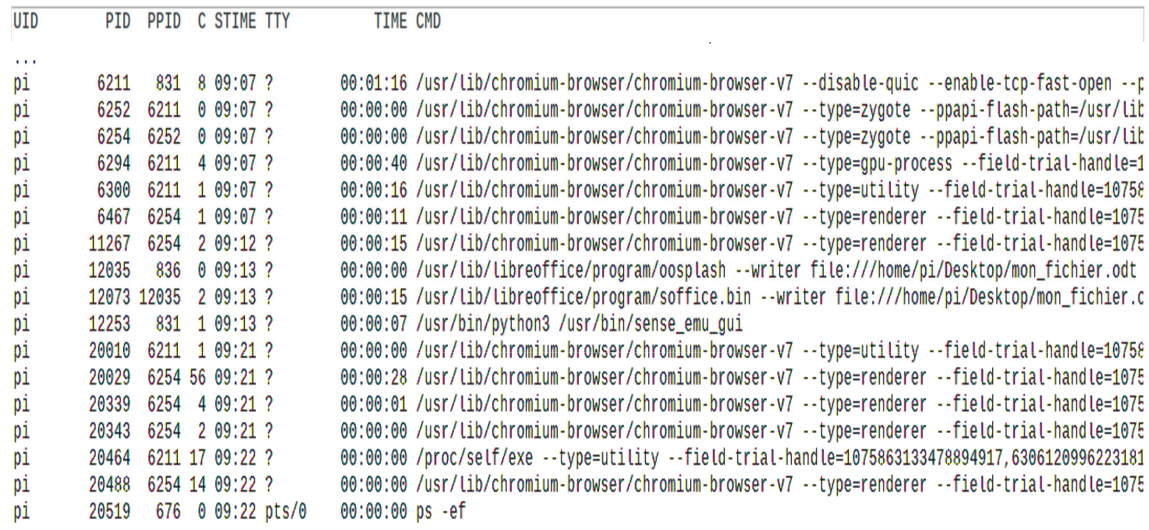 UID PID PPID C STIME TTY TIME CMD
...
pi 6211 831 8 09:07 ? 00:01:16 /usr/lib/chromium-browser/chromium-browser-v7 --disable-quic --enable-tcp-fast-open --p
pi 6252 6211 0 09:07 ? 00:00:00 /usr/lib/chromium-browser/chromium-browser-v7 --type=zygote --ppapi-flash-path=/usr/lib
pi 6254 6252 0 09:07 ? 00:00:00 /usr/lib/chromium-browser/chromium-browser-v7 --type=zygote --ppapi-flash-path=/usr/lib
pi 6294 6211 4 09:07 ? 00:00:40 /usr/lib/chromium-browser/chromium-browser-v7 --type=gpu-process --field-trial-handle=1
pi 6300 6211 1 09:07 ? 00:00:16 /usr/lib/chromium-browser/chromium-browser-v7 --type=utility --field-trial-handle=10758
pi 6467 6254 1 09:07 ? 00:00:11 /usr/lib/chromium-browser/chromium-browser-v7 --type=renderer --field-trial-handle=1075
pi 11267 6254 2 09:12 ? 00:00:15 /usr/lib/chromium-browser/chromium-browser-v7 --type=renderer --field-trial-handle=1075
pi 12035 836 0 09:13 ? 00:00:00 /usr/lib/libreoffice/program/oosplash --writer file:///home/pi/Desktop/mon_fichier.odt
pi 12073 12035 2 09:13 ? 00:00:15 /usr/lib/libreoffice/program/soffice.bin --writer file:///home/pi/Desktop/mon_fichier.o
pi 12253 831 1 09:13 ? 00:00:07 /usr/bin/python3 /usr/bin/sense_emu_gui
pi 20010 6211 1 09:21 ? 00:00:00 /usr/lib/chromium-browser/chromium-browser-v7 --type=utility --field-trial-handle=10758
pi 20029 6254 56 09:21 ? 00:00:28 /usr/lib/chromium-browser/chromium-browser-v7 --type=renderer --field-trial-handle=1075
pi 20339 6254 4 09:21 ? 00:00:01 /usr/lib/chromium-browser/chromium-browser-v7 --type=renderer --field-trial-handle=1075
pi 20343 6254 2 09:21 ? 00:00:00 /usr/lib/chromium-browser/chromium-browser-v7 --type=renderer --field-trial-handle=1075
pi 20464 6211 17 09:22 ? 00:00:00 /proc/self/exe --type=utility --field-trial-handle=1075863133478894917,6306120996223181
pi 20488 6254 14 09:22 ? 00:00:00 /usr/lib/chromium-browser/chromium-browser-v7 --type=renderer --field-trial-handle=1075
pi 20519 676 0 09:22 pts/0 00:00:00 ps -ef